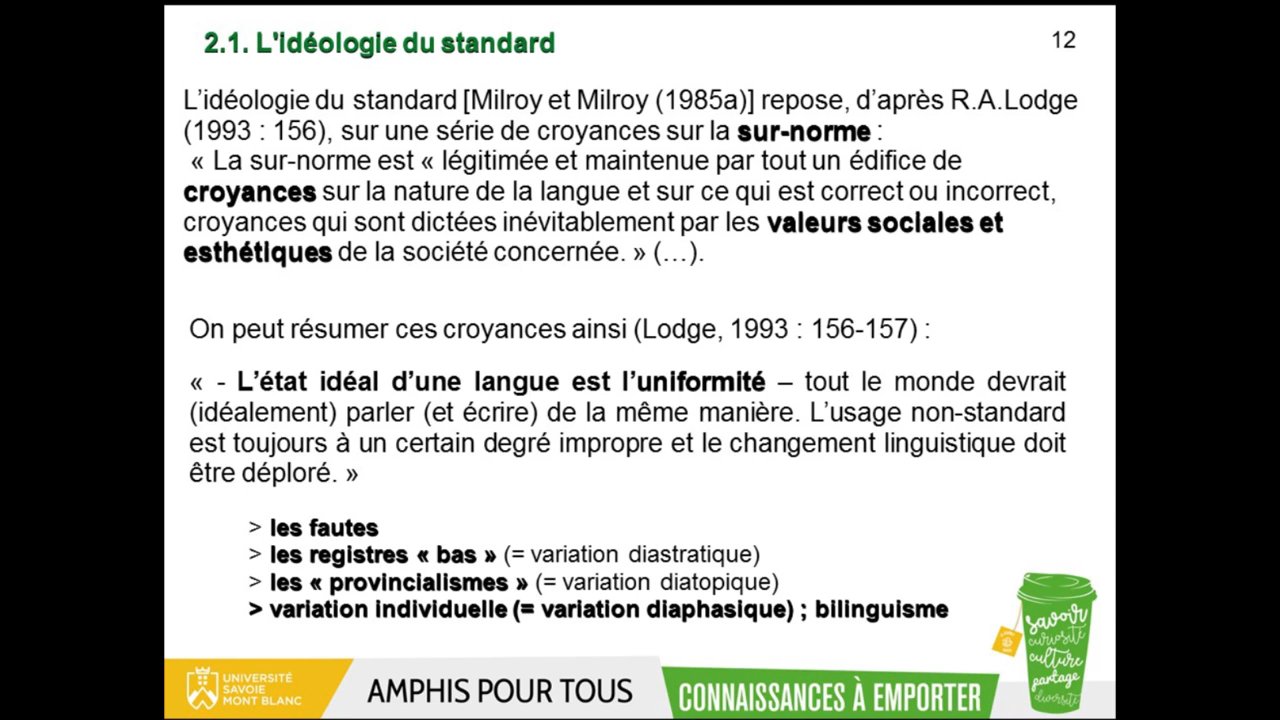 2.1. L'idéologie du standard
12
L’idéologie du standard [Milroy et Milroy (1985a)] repose, d’après R.A.Lodge
(1993 : 156), sur une série de croyances sur la sur-norme :
« La sur-norme est « légitimée et maintenue par tout un édifice de
croyances sur la nature de la langue et sur ce qui est correct ou incorrect,
croyances qui sont dictées inévitablement par les valeurs sociales et
esthétiques de la société concernée. » (…).
On peut résumer ces croyances ainsi (Lodge, 1993 : 156-157) :
« - L’état idéal d’une langue est l’uniformité – tout le monde devrait
(idéalement) parler (et écrire) de la même manière. L’usage non-standard
est toujours à un certain degré impropre et le changement linguistique doit
être déploré. »
> les fautes
> les registres « bas » (= variation diastratique)
> les « provincialismes » (= variation diatopique)
> variation individuelle (= variation diaphasique) ; bilinguisme
savoir
curiosité
culture
partage
diversité
UNIVERSITÉ
SAVOIE
MONT BLANC
AMPHIS POUR TOUS
CONNAISSANCES À EMPORTER